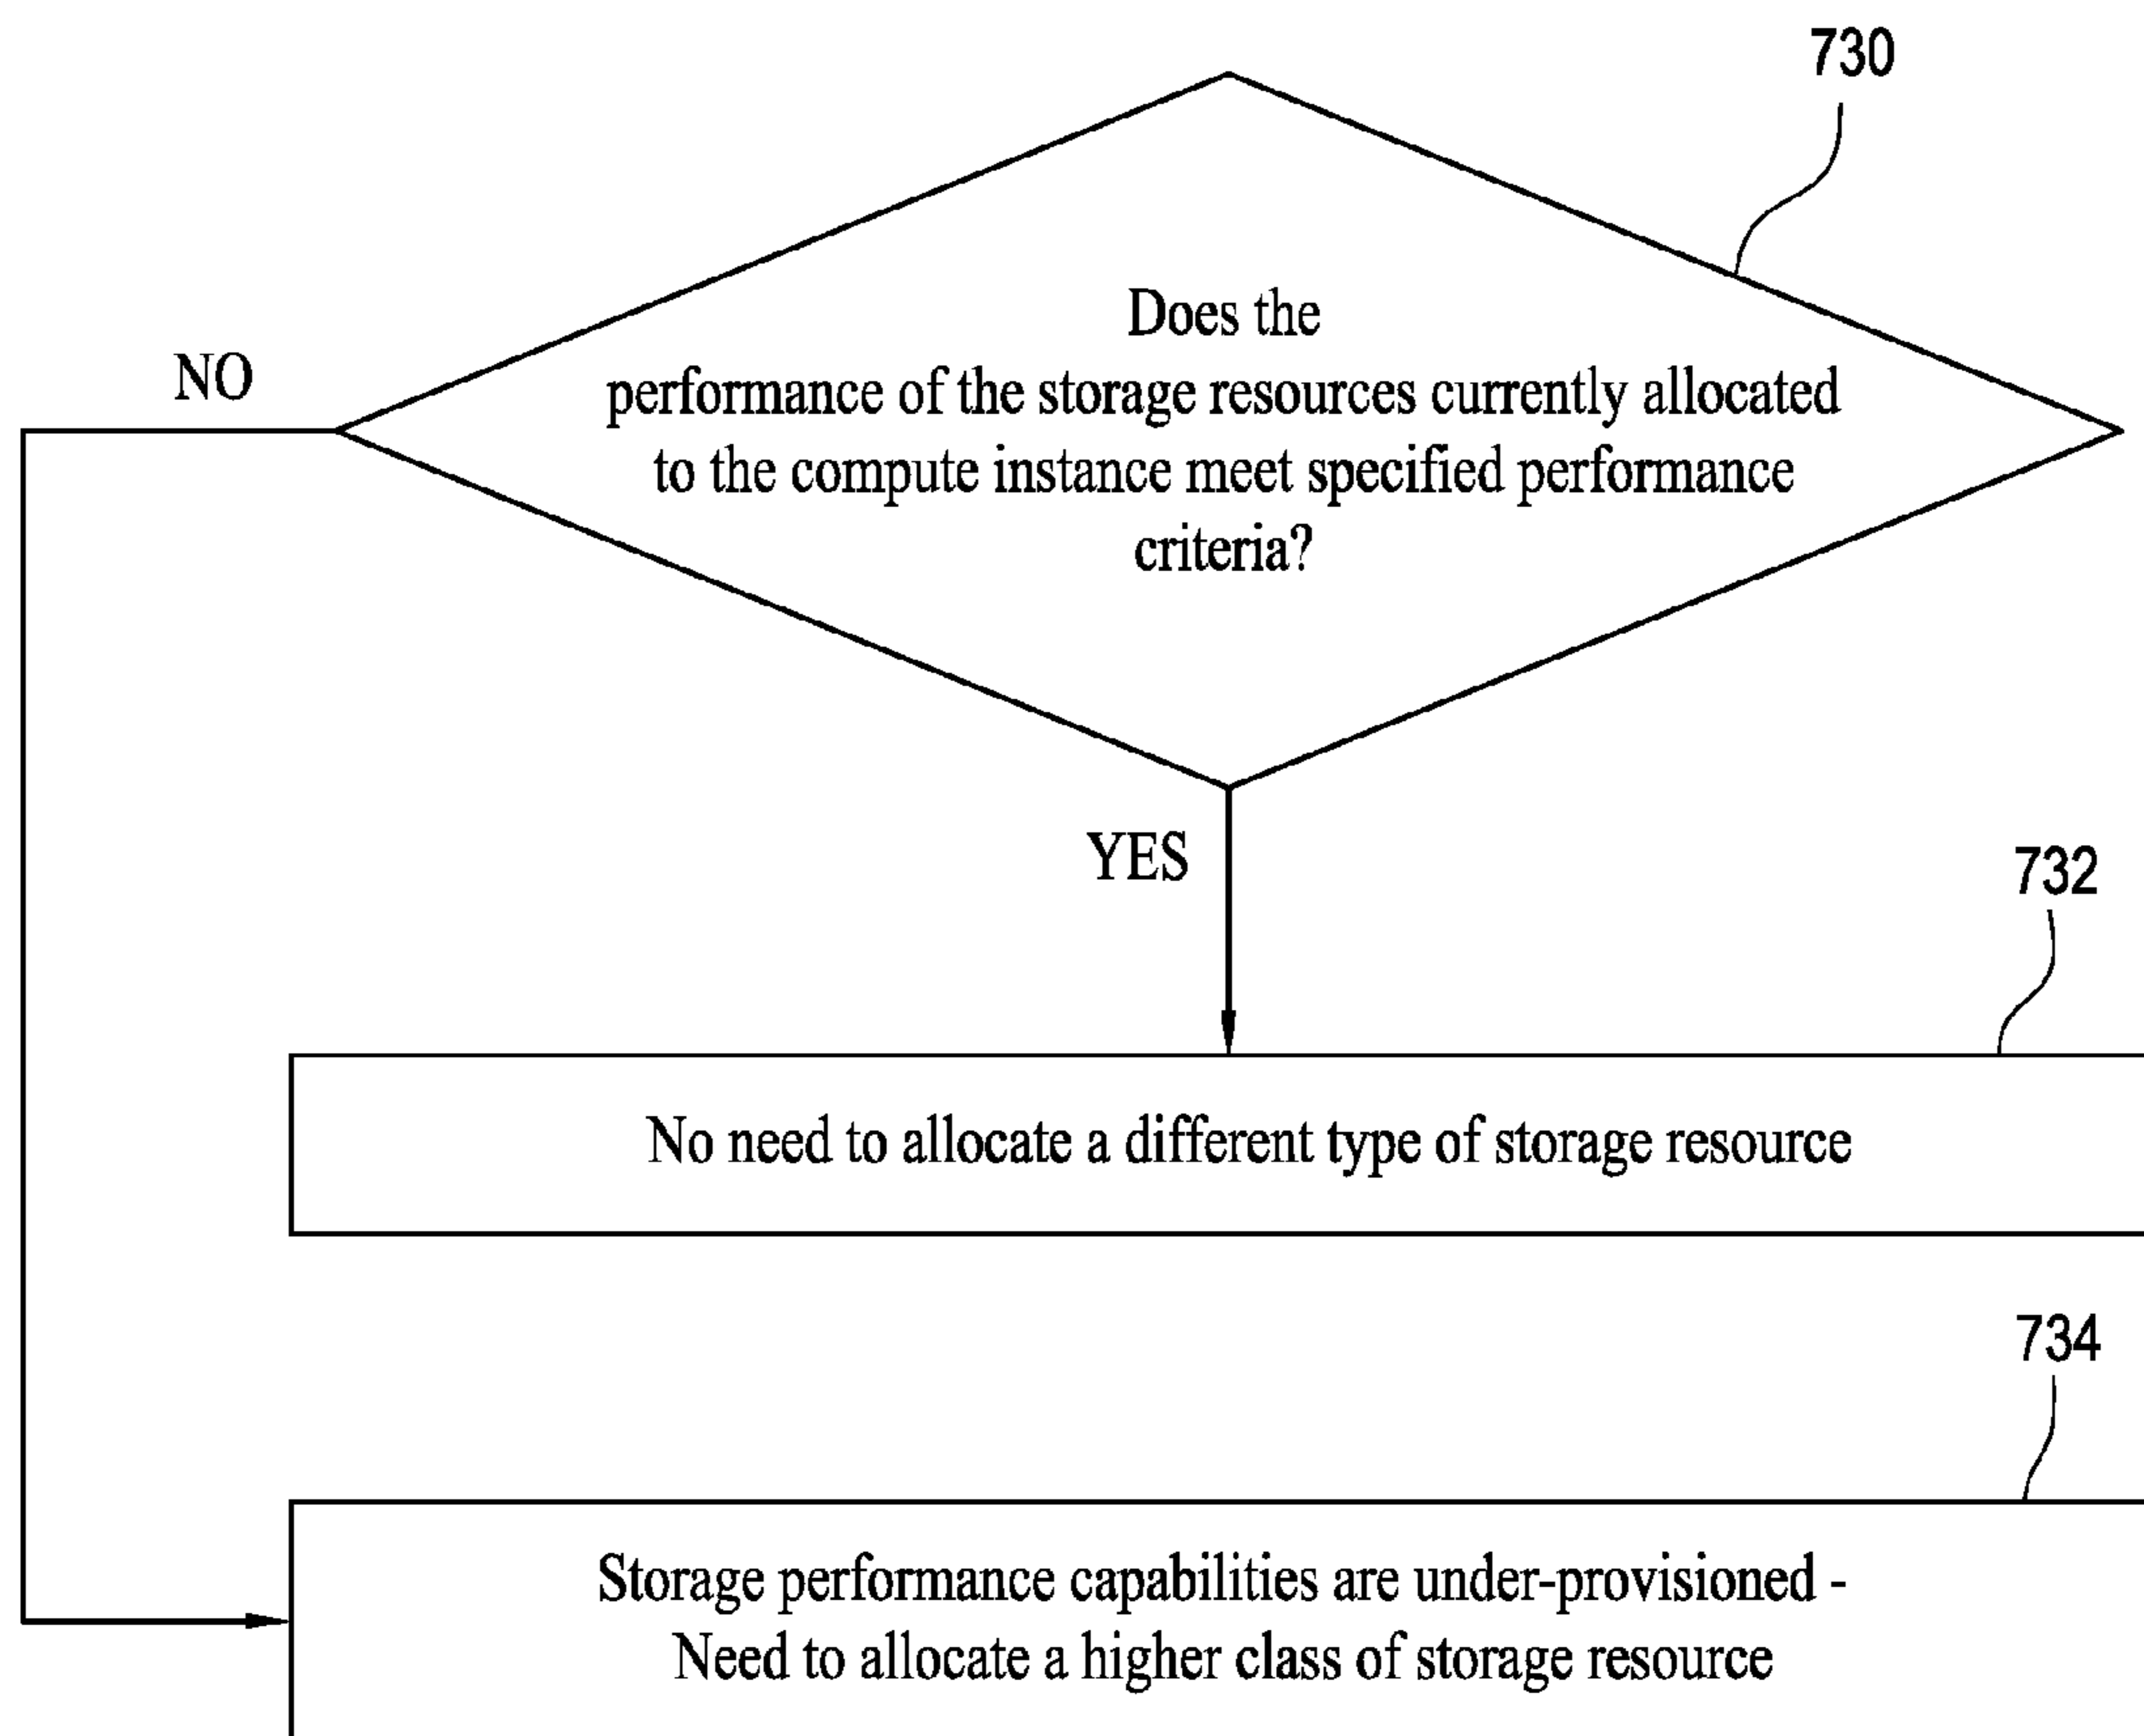 730
Does the
performance of the storage resources currently allocated
to the compute instance meet specified performance
criteria?
NO
YES
732
No need to allocate a different type of storage resource
734
Storage performance capabilities are under-provisioned -
Need to allocate a higher class of storage resource